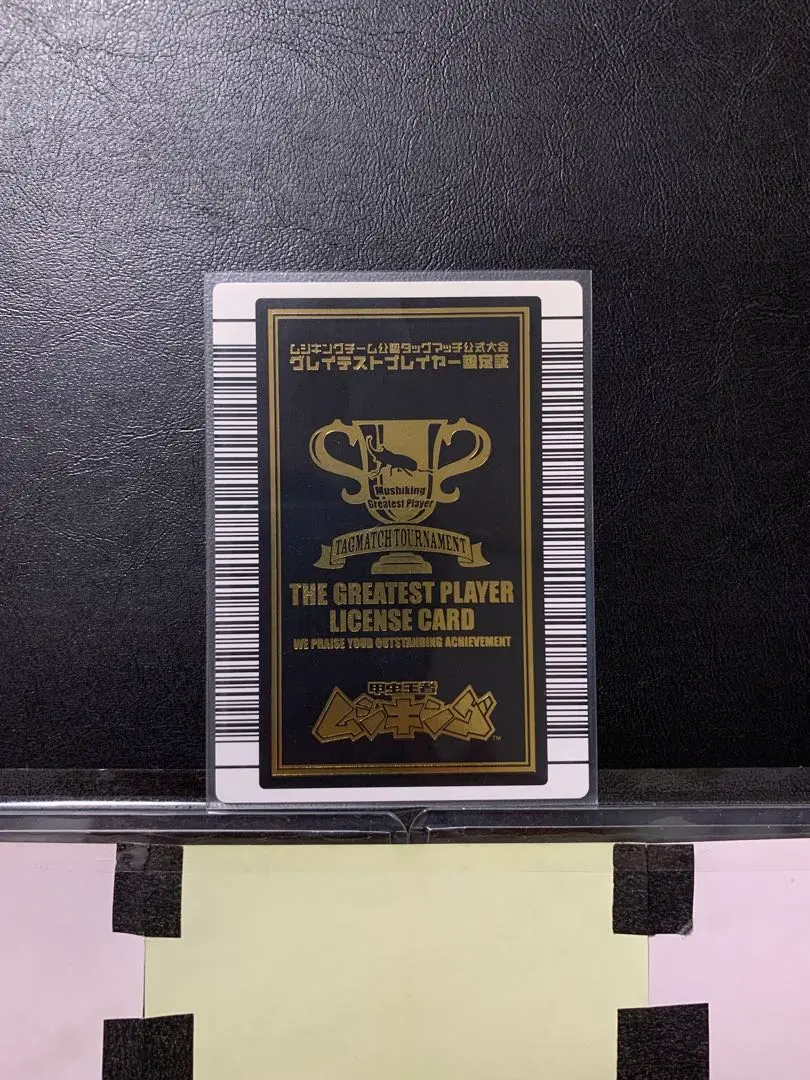 ムシキングチーム公認タッグマッチ公式大会
グレイテストプレイヤー認定証
Mushiking
Greatest Player
TAGMATCH TOURNAMENT
THE GREATEST PLAYER
LICENSE CARD
WE PRAISE YOUR OUTSTANDING ACHIEVEMENT
甲虫王者
ムシキング
TM